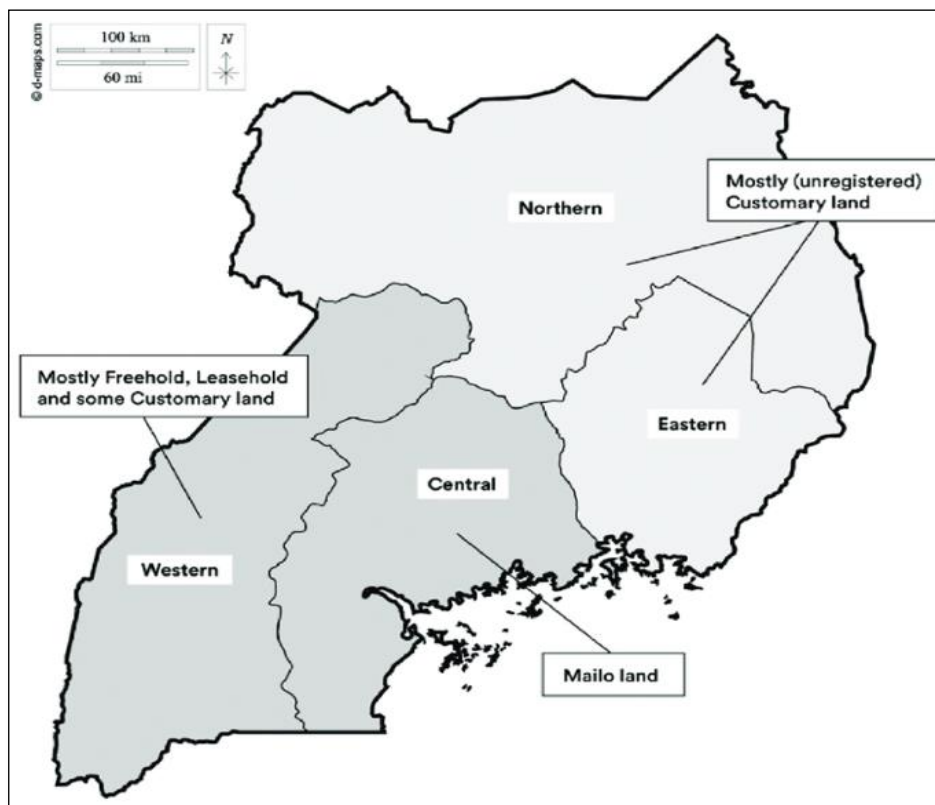 © d-maps.com
100 km
60 mi
N
Northern
Mostly (unregistered)
Customary land
Mostly Freehold, Leasehold
and some Customary land
Eastern
Central
Western
Mailo land